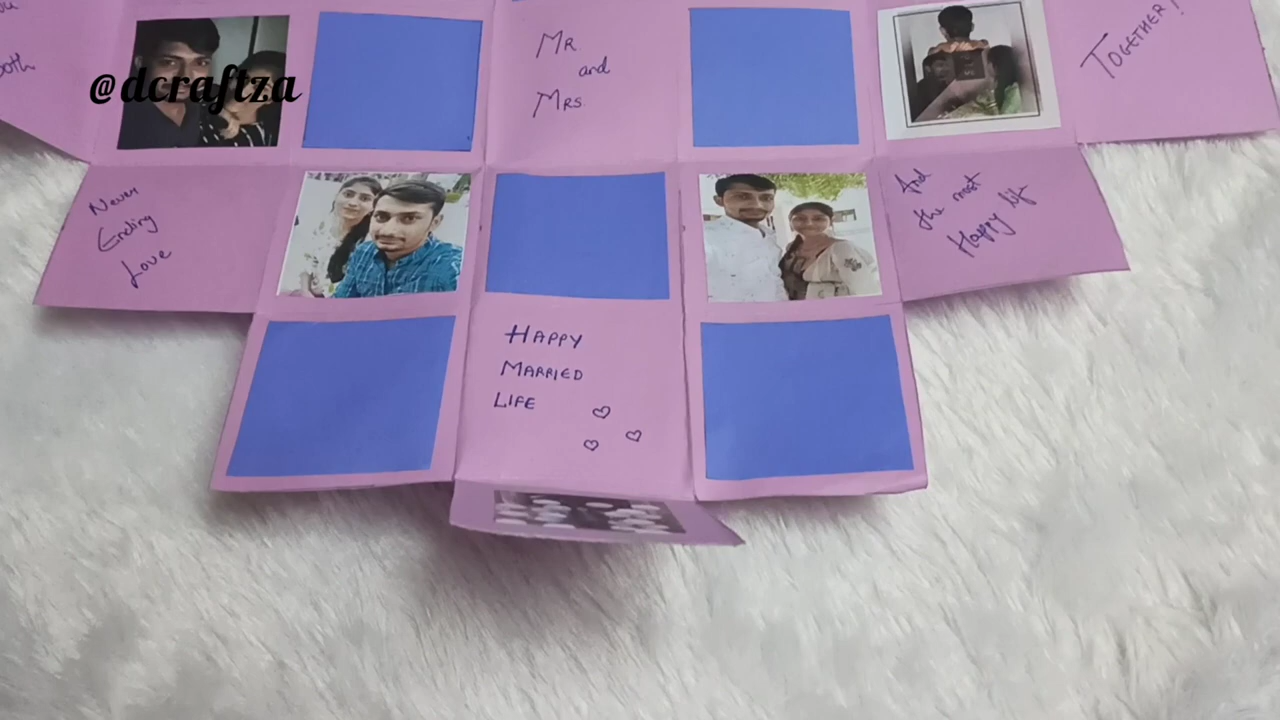 @dcraftza
Mr
and
Mrs.
TOGETHER!
Never
Ending
Love
And
the most
Happy life
HAPPY
MARRIED
LIFE